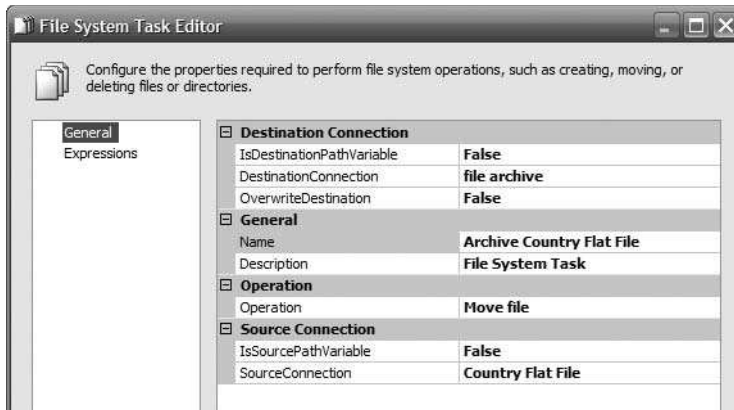 File System Task Editor
Configure the properties required to perform file system operations, such as creating, moving, or
deleting files or directories.
General
Expressions
Destination Connection
IsDestinationPathVariable False
DestinationConnection file archive
OverwriteDestination False
General
Name Archive Country Flat File
Description File System Task
Operation
Operation Move file
Source Connection
IsSourcePathVariable False
SourceConnection Country Flat File